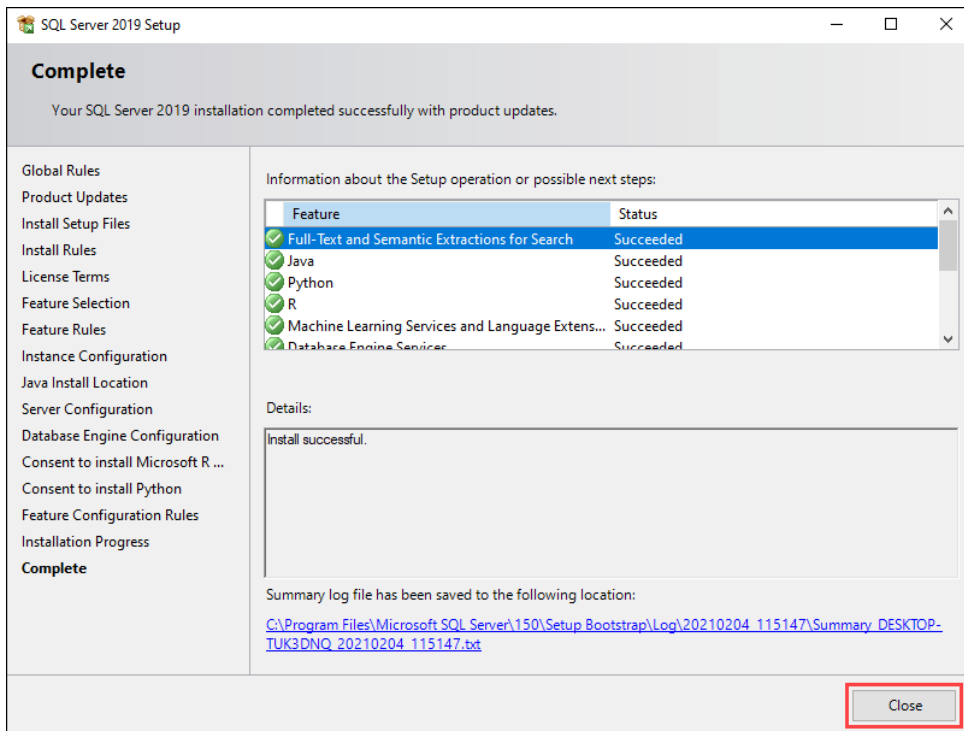 SQL Server 2019 Setup
Complete
Your SQL Server 2019 installation completed successfully with product updates.
Global Rules
Product Updates
Install Setup Files
Install Rules
License Terms
Feature Selection
Feature Rules
Instance Configuration
Java Install Location
Server Configuration
Database Engine Configuration
Consent to install Microsoft R ...
Consent to install Python
Feature Configuration Rules
Installation Progress
Complete
Information about the Setup operation or possible next steps:
Feature Status
Full-Text and Semantic Extractions for Search Succeeded
Java Succeeded
Python Succeeded
R Succeeded
Machine Learning Services and Language Extens... Succeeded
Database Engine Services Succeeded
Details:
Install successful.
Summary log file has been saved to the following location:
C:\Program Files\Microsoft SQL Server\150\Setup Bootstrap\Log\20210204_115147\Summary_DESKTOP-
TUK3DNQ_20210204_115147.txt
Close